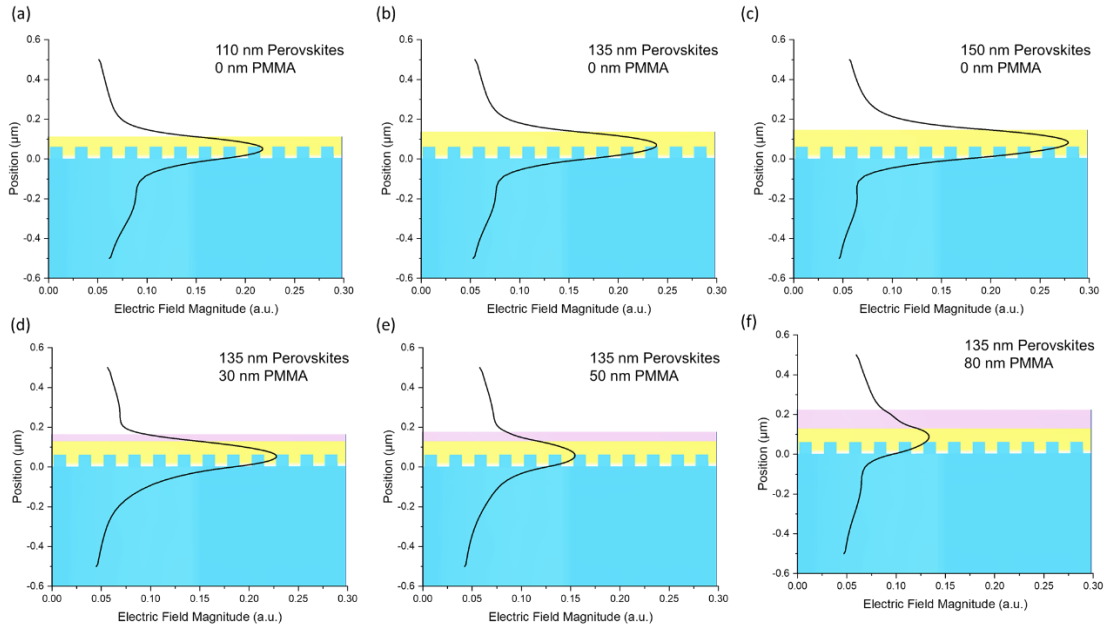 (a)
110 nm Perovskites
0 nm PMMA
0.6
0.4
0.2
0.0
-0.2
-0.4
-0.6
Position (μm)
0.00 0.05 0.10 0.15 0.20 0.25 0.30
Electric Field Magnitude (a.u.)
(b)
135 nm Perovskites
0 nm PMMA
0.6
0.4
0.2
0.0
-0.2
-0.4
-0.6
Position (μm)
0.00 0.05 0.10 0.15 0.20 0.25 0.30
Electric Field Magnitude (a.u.)
(c)
150 nm Perovskites
0 nm PMMA
0.6
0.4
0.2
0.0
-0.2
-0.4
-0.6
Position (μm)
0.00 0.05 0.10 0.15 0.20 0.25 0.30
Electric Field Magnitude (a.u.)
(d)
135 nm Perovskites
30 nm PMMA
0.6
0.4
0.2
0.0
-0.2
-0.4
-0.6
Position (μm)
0.00 0.05 0.10 0.15 0.20 0.25 0.30
Electric Field Magnitude (a.u.)
(e)
135 nm Perovskites
50 nm PMMA
0.6
0.4
0.2
0.0
-0.2
-0.4
-0.6
Position (μm)
0.00 0.05 0.10 0.15 0.20 0.25 0.30
Electric Field Magnitude (a.u.)
(f)
135 nm Perovskites
80 nm PMMA
0.6
0.4
0.2
0.0
-0.2
-0.4
-0.6
Position (μm)
0.00 0.05 0.10 0.15 0.20 0.25 0.30
Electric Field Magnitude (a.u.)